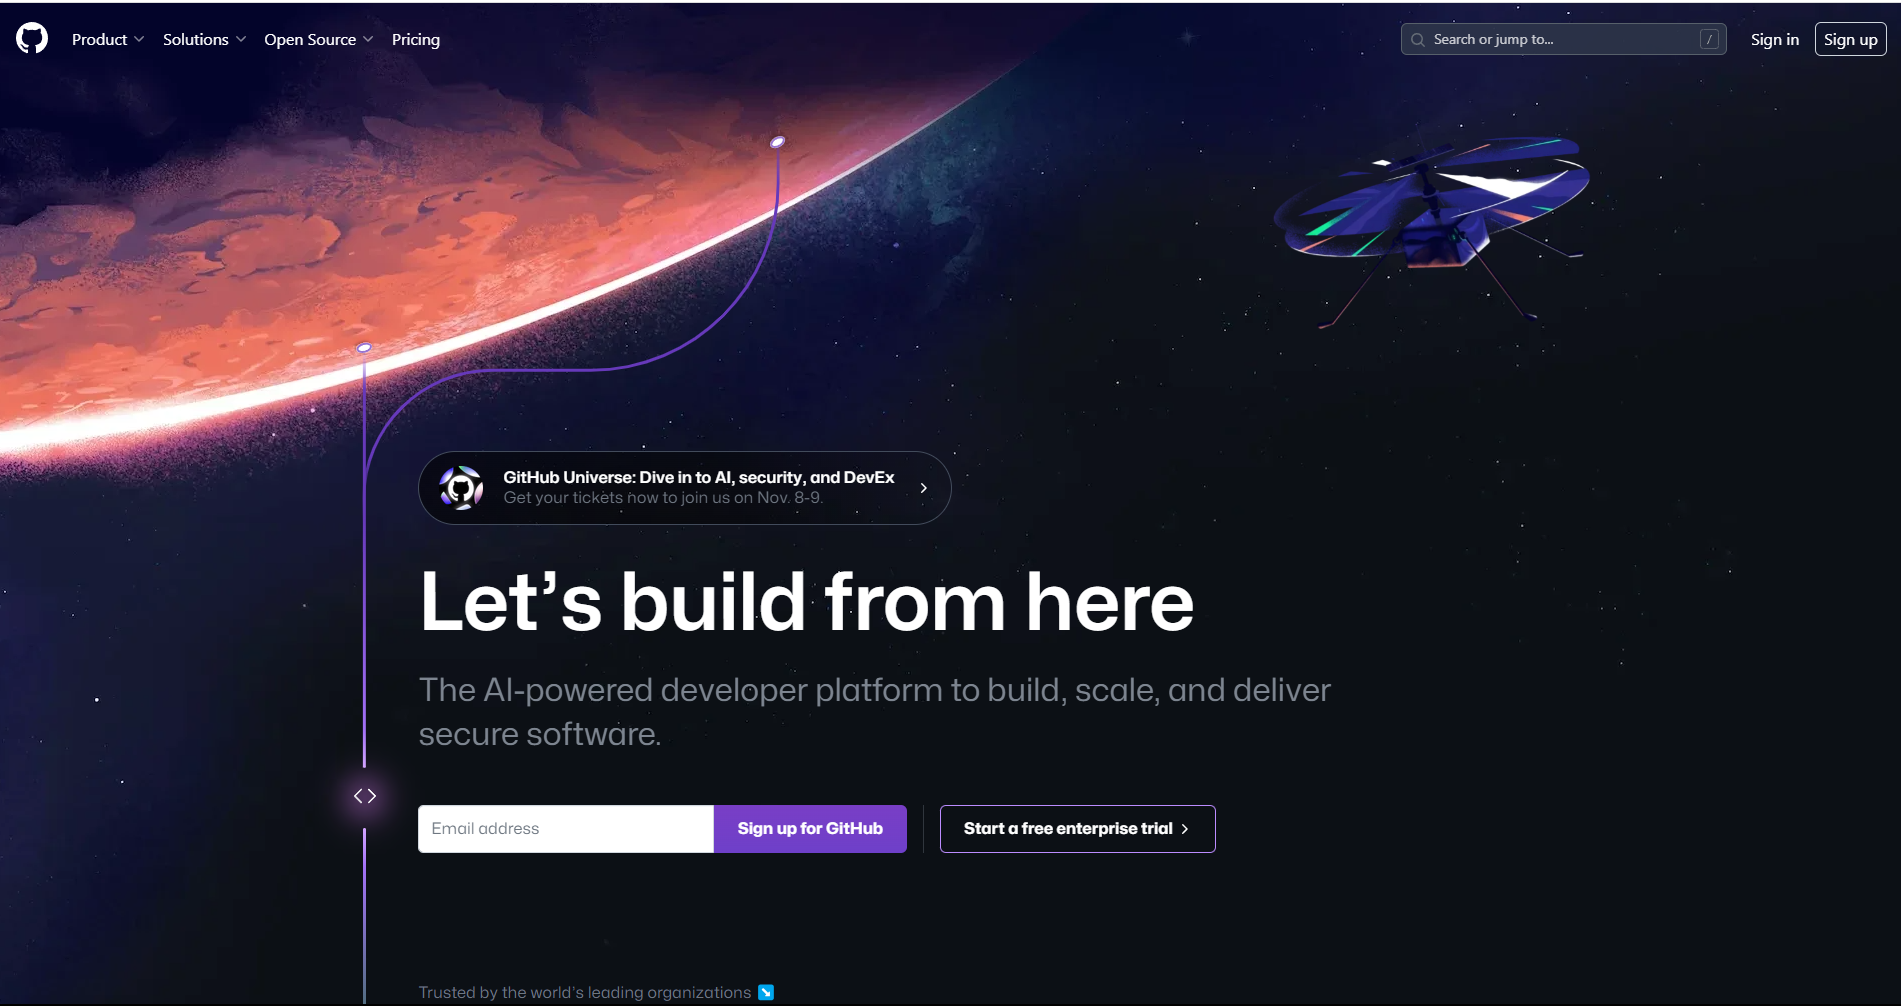 Product
Solutions
Open Source
Pricing
Search or jump to...
/
Sign in
Sign up
GitHub Universe: Dive in to AI, security, and DevEx
Get your tickets now to join us on Nov. 8-9.
Let’s build from here
The AI-powered developer platform to build, scale, and deliver
secure software.
Email address
Sign up for GitHub
Start a free enterprise trial
Trusted by the world’s leading organizations ↘